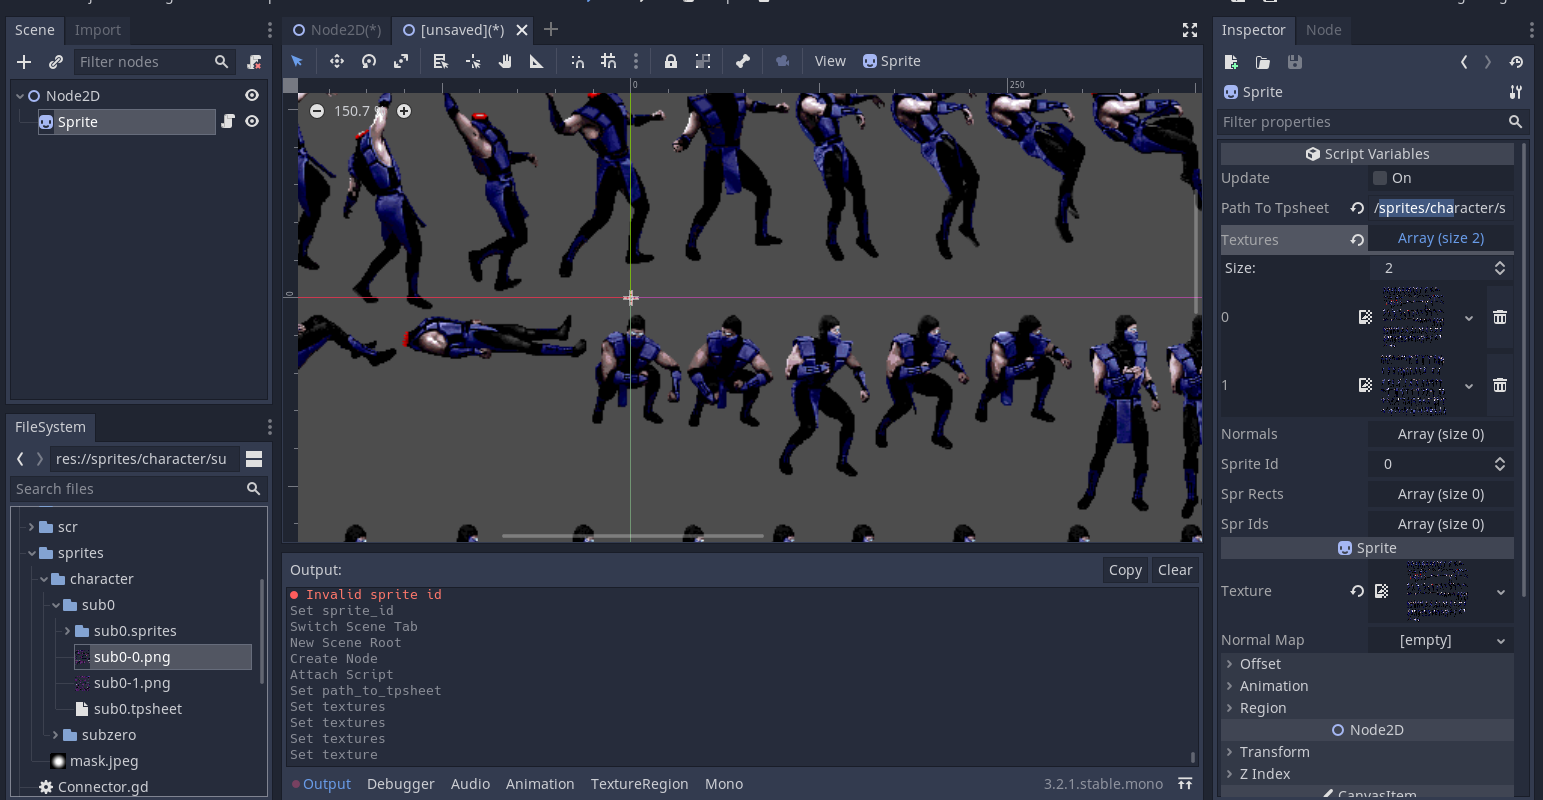 Scene Import
Filter nodes
Node2D
Sprite
FileSystem
res://sprites/character/su
Search files
scr
sprites
character
sub0
sub0.sprites
sub0-0.png
sub0-1.png
sub0.tpsheet
subzero
mask.jpeg
Connector.gd
Node2D(*) [unsaved](*)
View Sprite
0 250
150.7
0
Output: Copy Clear
Invalid sprite id
Set sprite_id
Switch Scene Tab
New Scene Root
Create Node
Attach Script
Set path_to_tpsheet
Set textures
Set textures
Set textures
Set texture
Output Debugger Audio Animation TextureRegion Mono 3.2.1.stable.mono
Inspector Node
Sprite
Filter properties
Script Variables
Update On
Path To Tpsheet /sprites/character/s
Textures Array (size 2)
Size: 2
0
1
Normals Array (size 0)
Sprite Id 0
Spr Rects Array (size 0)
Spr Ids Array (size 0)
Sprite
Texture
Normal Map [empty]
Offset
Animation
Region
Node2D
Transform
Z Index
CanvasItem